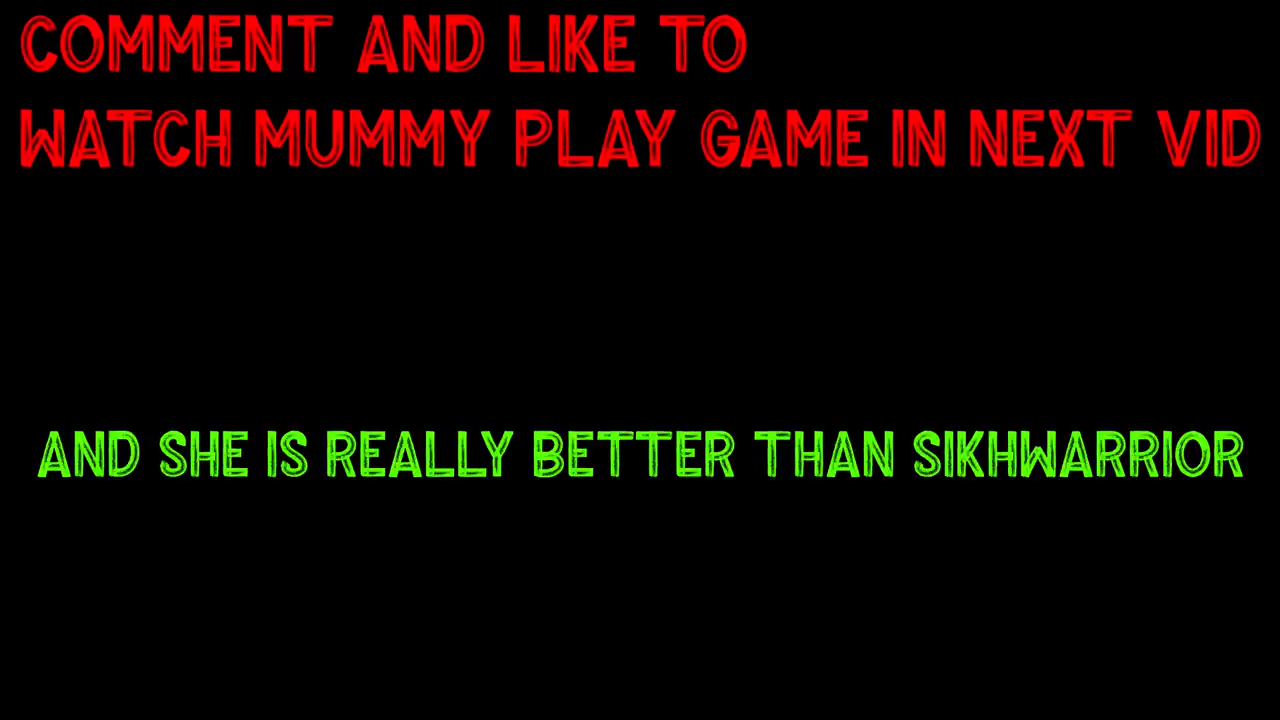 COMMENT AND LIKE TO
WATCH MUMMY PLAY GAME IN NEXT VID
AND SHE IS REALLY BETTER THAN SIKHWARRIOR